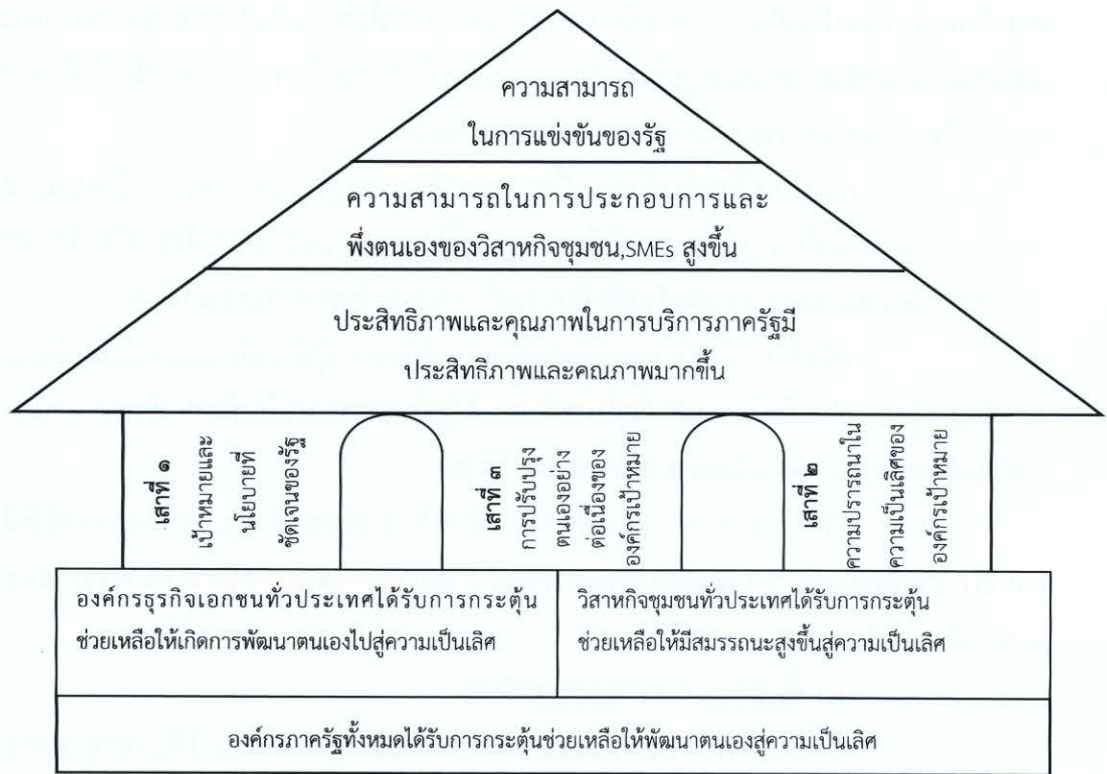 ความสามารถ
ในการแข่งขันของรัฐ
ความสามารถในการประกอบการและ
พึ่งตนเองของวิสาหกิจชุมชน,SMEs สูงขึ้น
ประสิทธิภาพและคุณภาพในการบริการภาครัฐมี
ประสิทธิภาพและคณภาพมากขึ้น
เสาที่ ๑
เป้าหมายและ
นโยบายที่
ชัดเจนของรัฐ
เสาที่ ๓
การปรับปรุง
ตนเองอย่าง
ต่อเนื่องของ
องค์กรเป้าหมาย
เสาที่ ๒
ความปรารถนาใน
ความเป็นเลิศของ
องค์กรเป้าหมาย
องค์กรธุรกิจเอกชนทั่วประเทศได้รับการกระตุ้น
ช่วยเหลือให้เกิดการพัฒนาตนเองไปสู่ความเป็นเลิศ
วิสาหกิจชุมชนทั่วประเทศได้รับการกระตุ้น
ช่วยเหลือให้มีสมรรถนะสูงขึ้นสู่ความเป็นเลิศ
องค์กรภาครัฐทั้งหมดได้รับการกระตุ้นช่วยเหลือให้พัฒนาตนเองสู่ความเป็นเลิศ